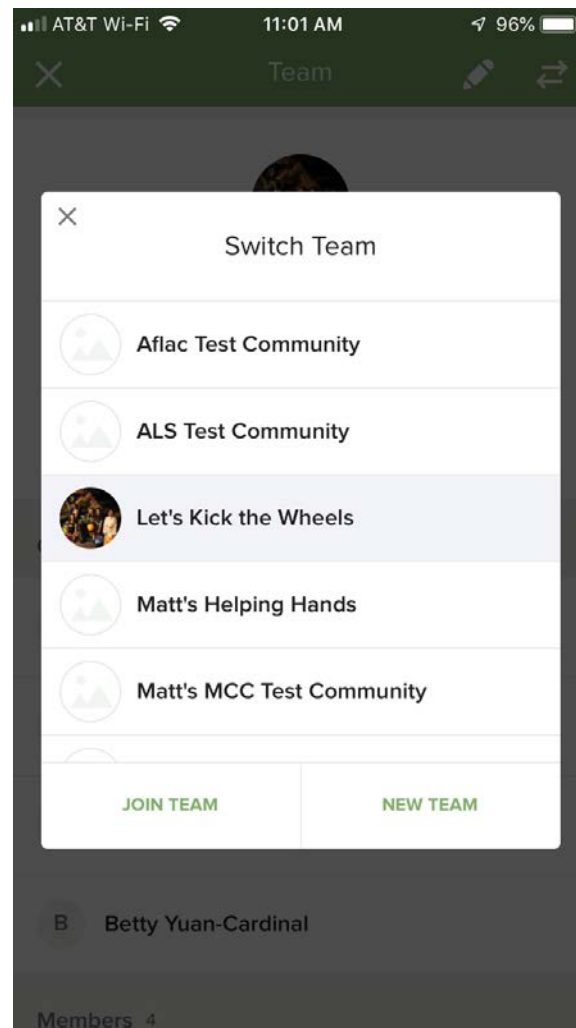 AT&T Wi-Fi 11:01 AM 96%
Team
Switch Team
Aflac Test Community
ALS Test Community
Let's Kick the Wheels
Matt's Helping Hands
Matt's MCC Test Community
JOIN TEAM NEW TEAM
B Betty Yuan-Cardinal
Members 4